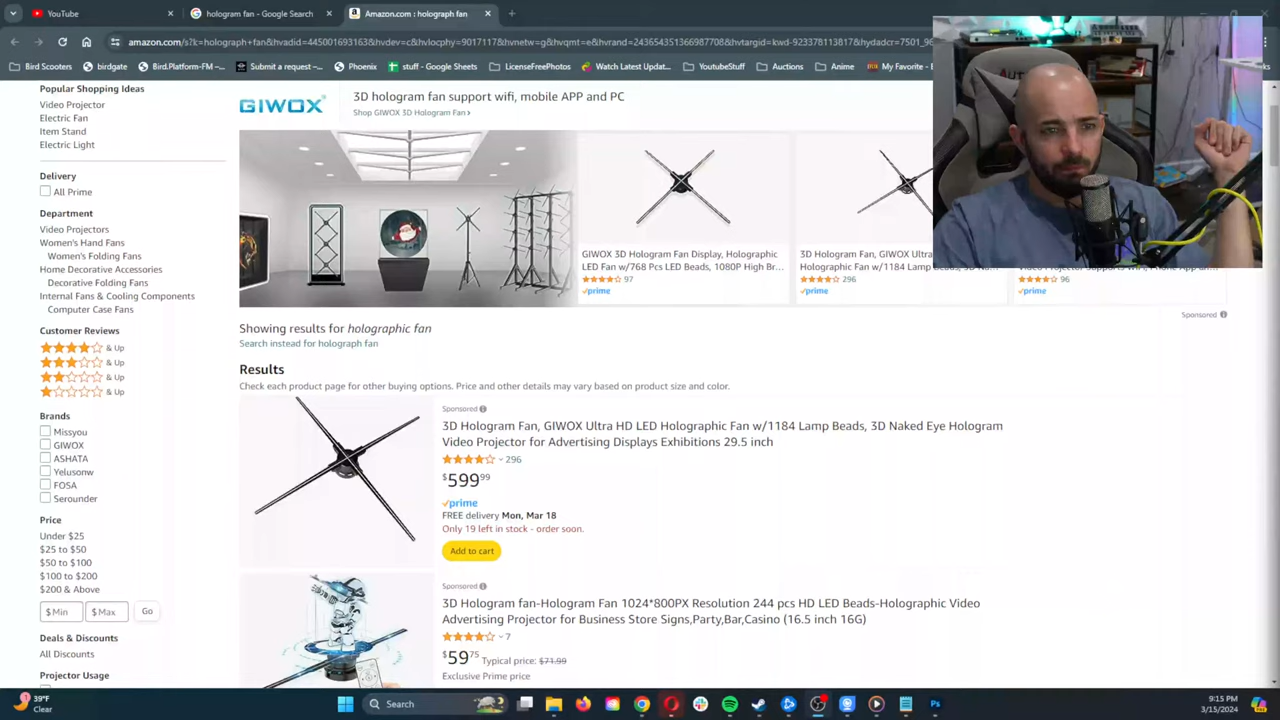 YouTube
hologram fan - Google Search
Amazon.com : holograph fan
Bird Scooters
birdgate
Bird.Platform-FM -...
Submit a request -...
Phoenix
stuff - Google Sheets
LicenseFreePhotos
Watch Latest Updat...
YoutubeStuff
Auctions
Anime
My Favorite -
Popular Shopping Ideas
Video Projector
Electric Fan
Item Stand
Electric Light
Delivery
All Prime
Department
Video Projectors
Women's Hand Fans
Women's Folding Fans
Home Decorative Accessories
Decorative Folding Fans
Internal Fans & Cooling Components
Computer Case Fans
Customer Reviews
& Up
& Up
& Up
& Up
Brands
Missyou
GIWOX
ASHATA
Yelusonw
FOSA
Serounder
Price
Under $25
$25 to $50
$50 to $100
$100 to $200
$200 & Above
$ Min
$ Max
Go
Deals & Discounts
All Discounts
Projector Usage
GIWOX
3D hologram fan support wifi, mobile APP and PC
Shop GIWOX 3D Hologram Fan ›
GIWOX 3D Hologram Fan Display, Holographic
LED Fan w/768 Pcs LED Beads, 1080P High Br...
97
prime
3D Hologram Fan, GIWOX Ultra
Holographic Fan w/1184 Lamp
296
prime
96
prime
Sponsored
Showing results for holographic fan
Search instead for holograph fan
Results
Check each product page for other buying options. Price and other details may vary based on product size and color.
Sponsored
3D Hologram Fan, GIWOX Ultra HD LED Holographic Fan w/1184 Lamp Beads, 3D Naked Eye Hologram
Video Projector for Advertising Displays Exhibitions 29.5 inch
296
$599 99
prime
FREE delivery Mon, Mar 18
Only 19 left in stock - order soon.
Add to cart
Sponsored
3D Hologram fan-Hologram Fan 1024*800PX Resolution 244 pcs HD LED Beads-Holographic Video
Advertising Projector for Business Store Signs,Party,Bar,Casino (16.5 inch 16G)
7
$59 75 Typical price: $71.99
Exclusive Prime price
39°F
Clear
Search
9:15 PM
3/15/2024